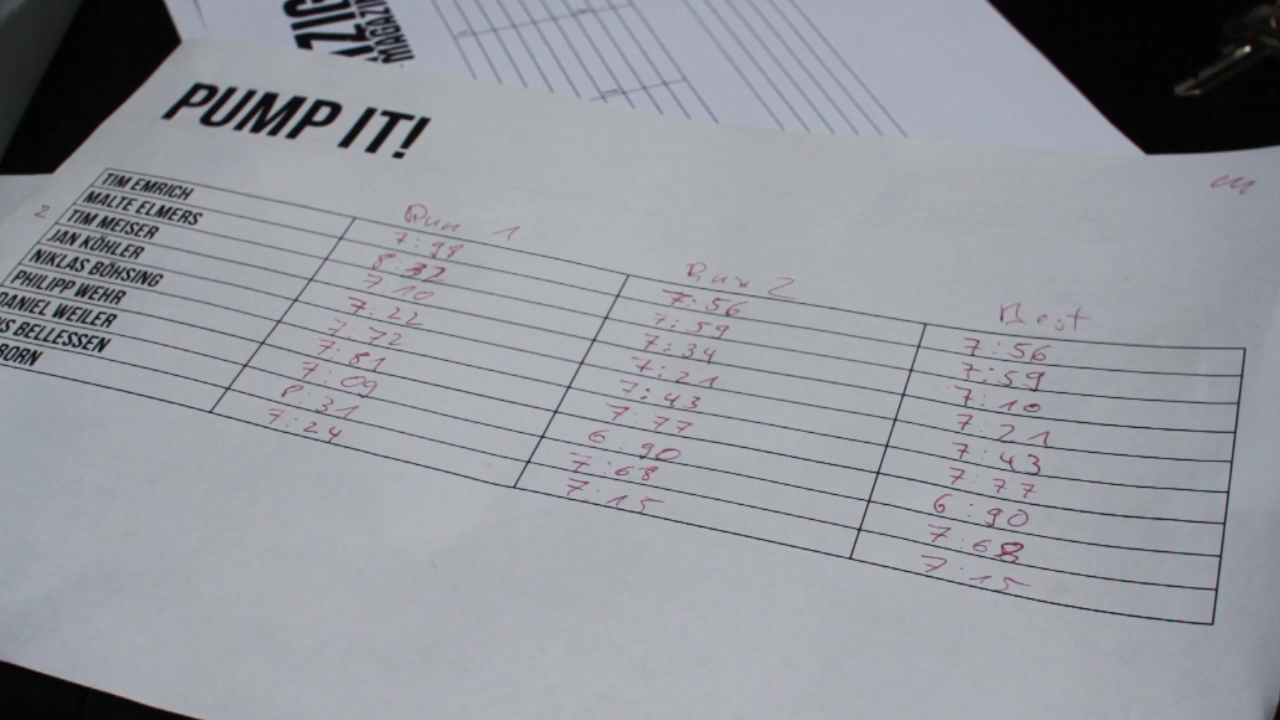 ZIG
MAGAZIN
PUMP IT!
Run 1 Run 2 Best
TIM EMRICH 7:98 7:56 7:56
MALTE ELMERS 8:32 7:59 7:59
2 TIM MEISER 7:10 7:34 7:10
JAN KÖHLER 7:22 7:21 7:21
NIKLAS BÖHSING 7:72 7:43 7:43
PHILIPP WEHR 7:81 7:77 7:77
DANIEL WEILER 7:09 6:90 6:90
BELLESSEN 8:31 7:68 7:68
BORN 7:24 7:15 7:15